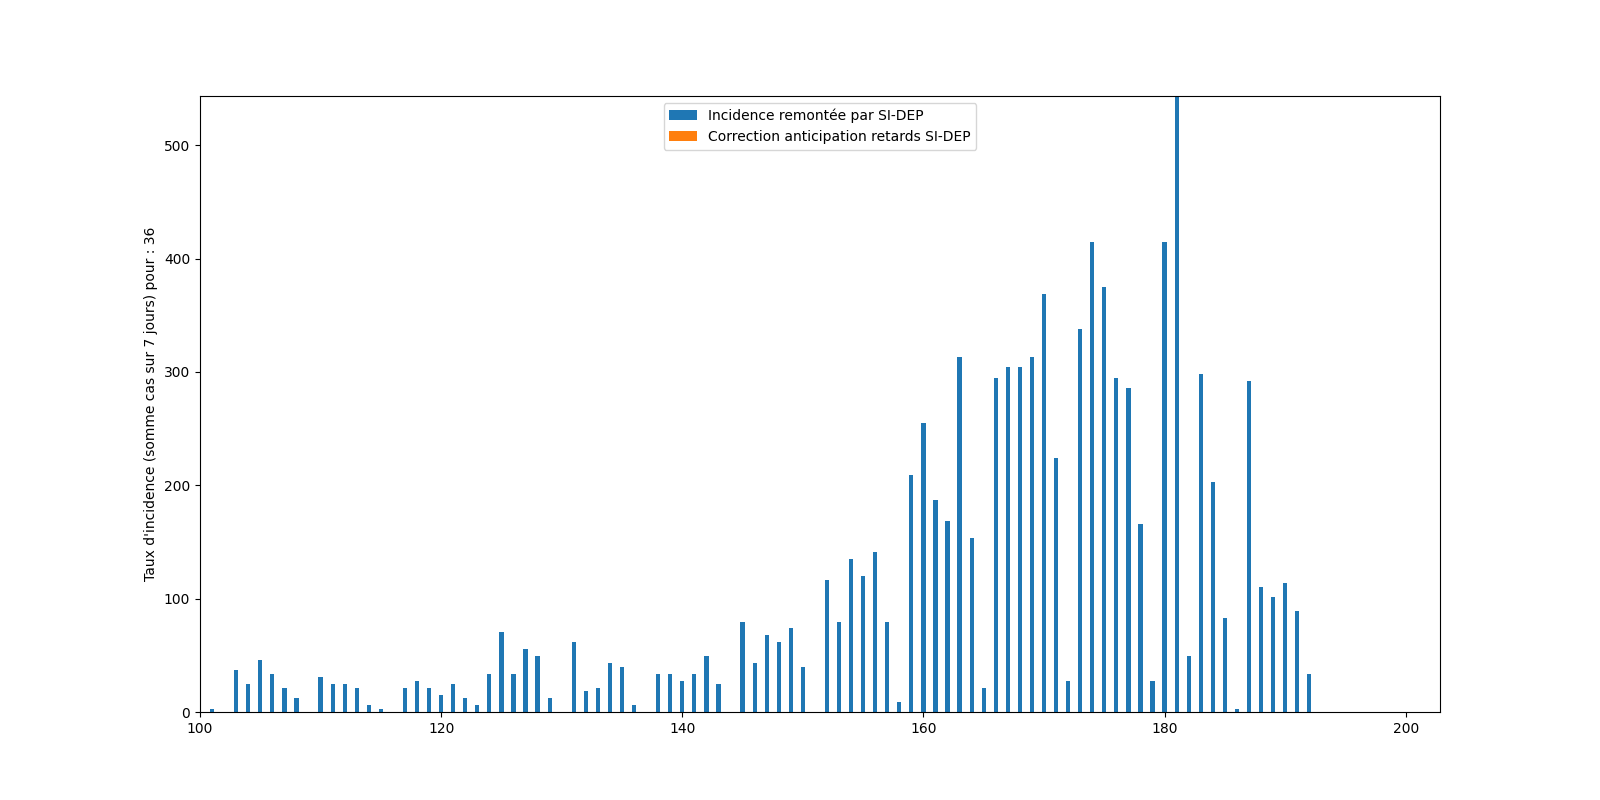 Incidence remontée par SI-DEP
Correction anticipation retards SI-DEP
Taux d'incidence (somme cas sur 7 jours) pour : 36
500
400
300
200
100
0
100 120 140 160 180 200